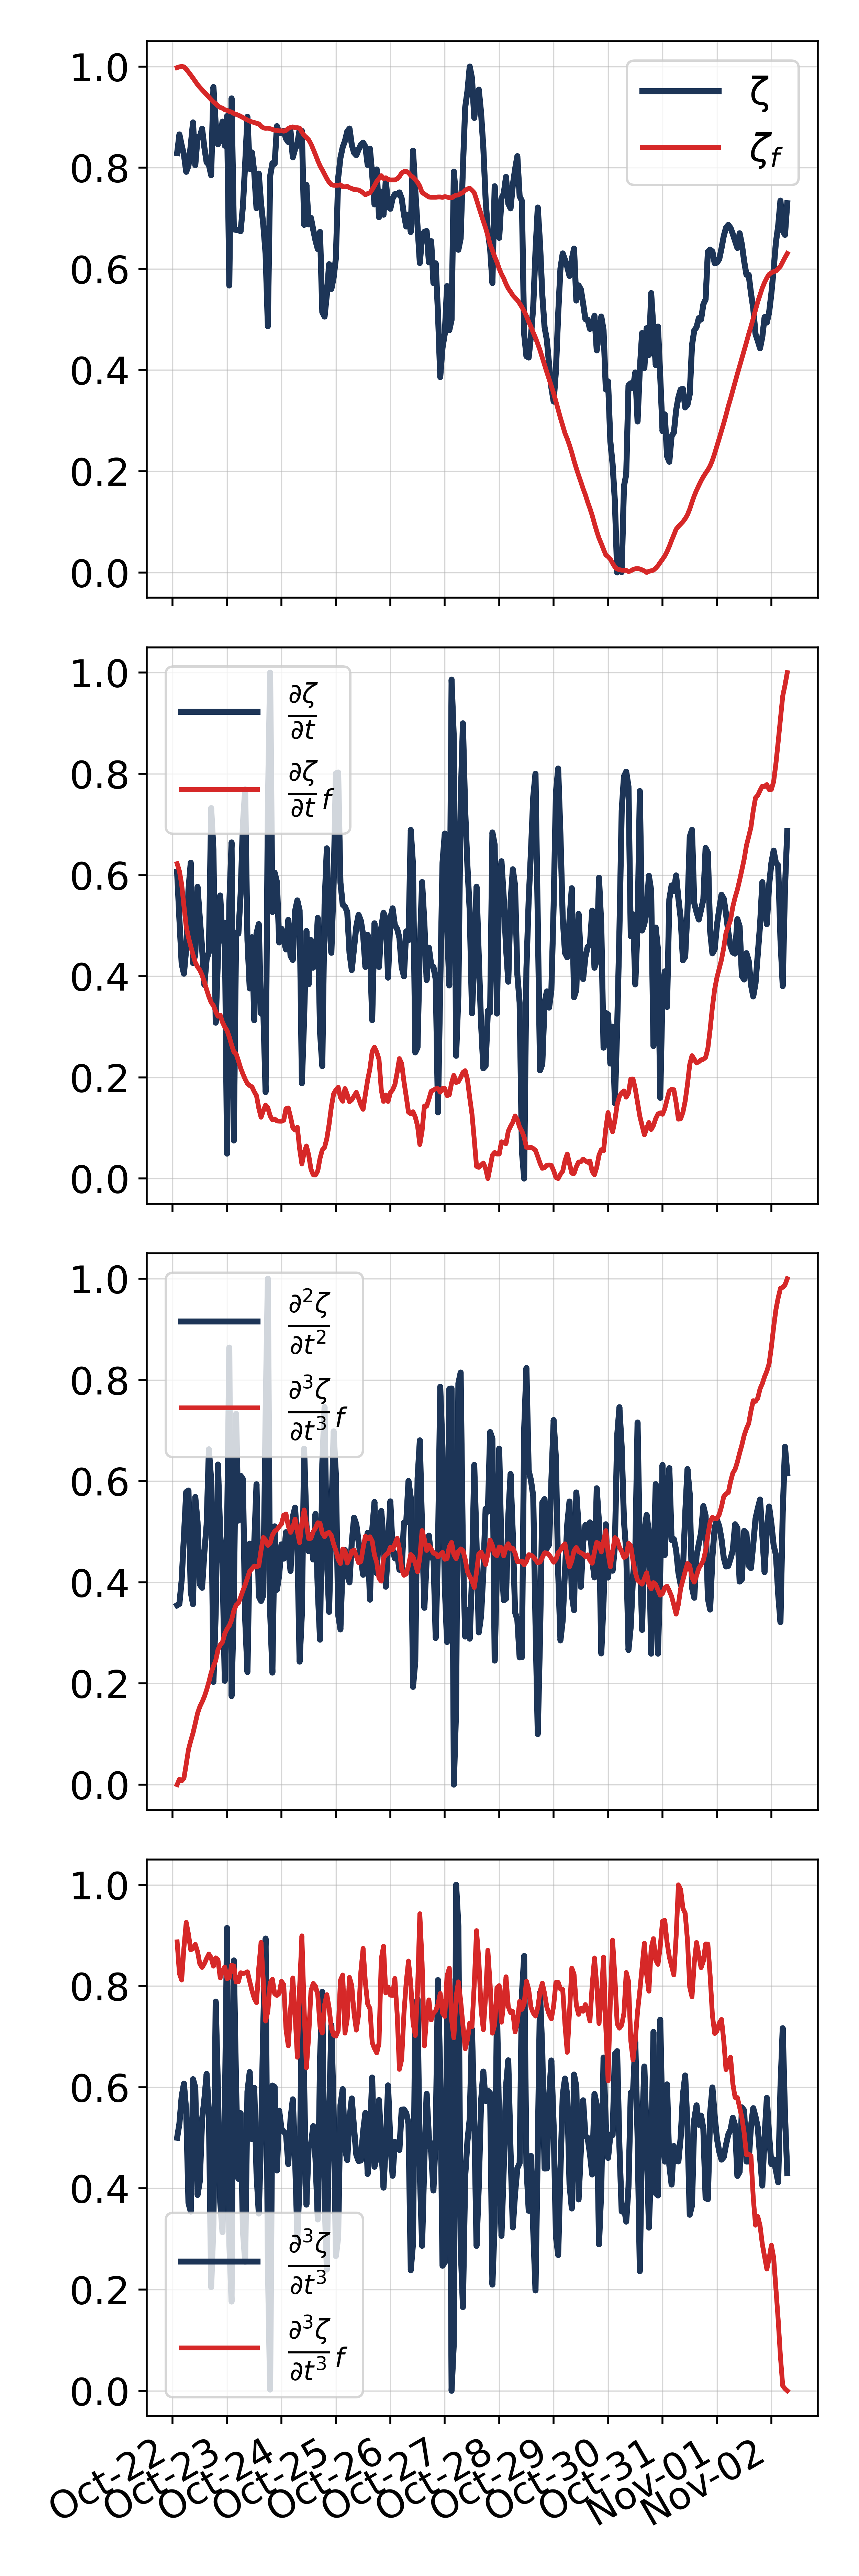 1.0
0.8
0.6
0.4
0.2
0.0
ζ
ζ_f
1.0
0.8
0.6
0.4
0.2
0.0
∂ζ/∂t
∂ζ/∂t f
1.0
0.8
0.6
0.4
0.2
0.0
∂²ζ/∂t²
∂³ζ/∂t³ f
1.0
0.8
0.6
0.4
0.2
0.0
∂³ζ/∂t³
∂³ζ/∂t³ f
Oct-22
Oct-23
Oct-24
Oct-25
Oct-26
Oct-27
Oct-28
Oct-29
Oct-30
Oct-31
Nov-01
Nov-02